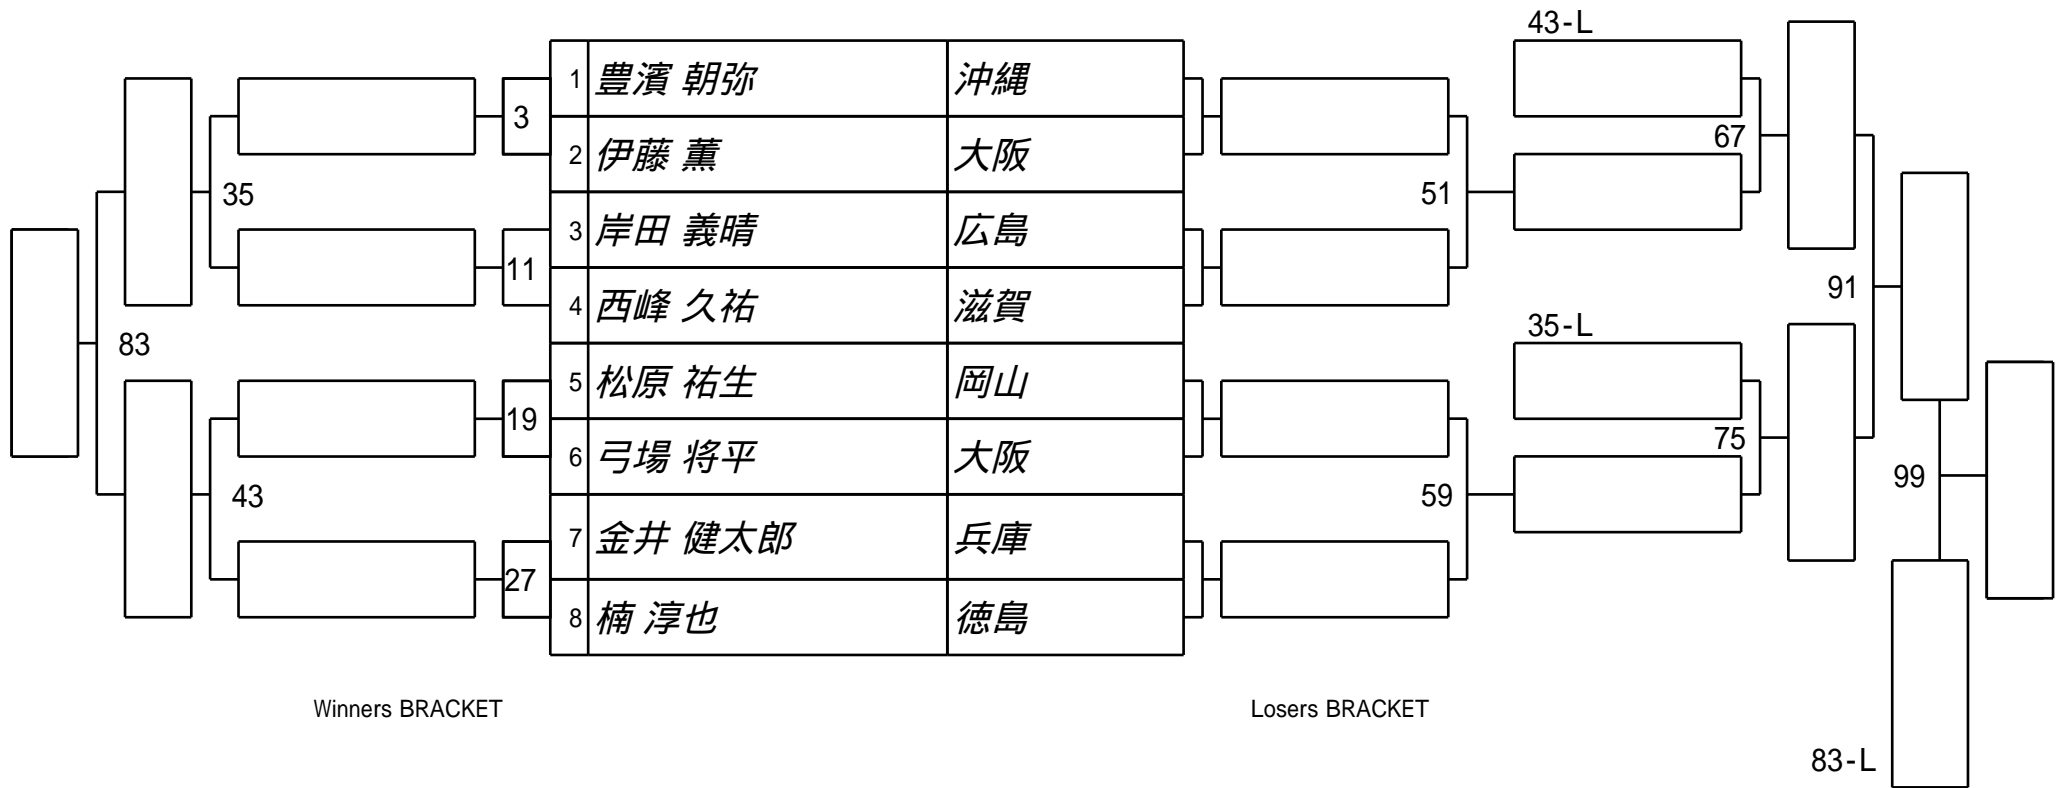 43-L
1 豊濱 朝弥 沖縄
3
67
2 伊藤 薫 大阪
35
51
3 岸田 義晴 広島
11
4 西峰 久祐 滋賀
91
83
35-L
5 松原 祐生 岡山
19
75
6 弓場 将平 大阪
43
59
99
7 金井 健太郎 兵庫
27
8 楠 淳也 徳島
Winners BRACKET
Losers BRACKET
83-L